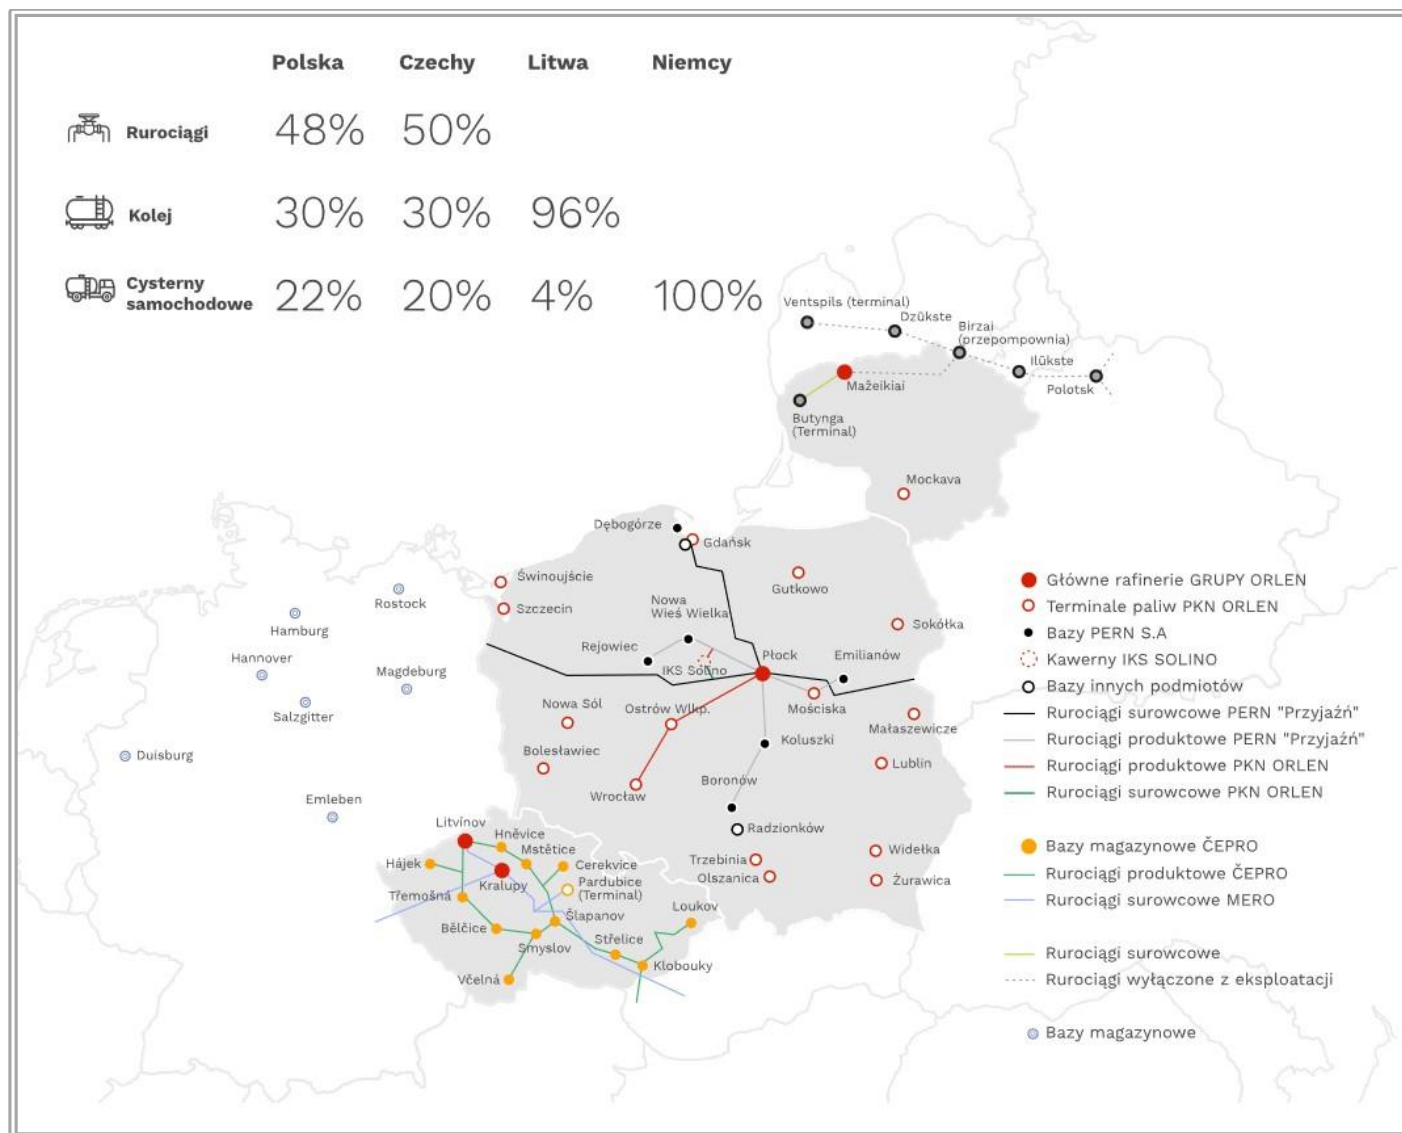 Polska Czechy Litwa Niemcy
Rurociągi 48% 50%
Kolej 30% 30% 96%
Cysterny
samochodowe 22% 20% 4% 100%
Ventspils (terminal)
Dzūkste
Birzai
(przepompownia)
Ilūkste
Polotsk
Mažeikiai
Butynga
(Terminal)
Mockava
Dębogórze
Gdańsk
Świnoujście
Szczecin
Gutkowo
Nowa
Wieś Wielka
Sokółka
Rejowiec
IKS Solino
Płock
Emilianów
Mościska
Małaszewicze
Nowa Sól
Ostrów Wlkp.
Koluszki
Bolesławiec
Lublin
Wrocław
Boronów
Radzionków
Trzebinia
Olszanica
Widełka
Żurawica
Rostock
Hamburg
Hannover
Magdeburg
Salzgitter
Duisburg
Emleben
Litvínov
Hněvice
Mstětice
Hájek
Cerekvice
Kralupy
Pardubice
(Terminal)
Třemošná
Šlapanov
Loukov
Bělčice
Smyslov
Střelice
Klobouky
Včelná
Główne rafinerie GRUPY ORLEN
Terminale paliw PKN ORLEN
Bazy PERN S.A
Kawerny IKS SOLINO
Bazy innych podmiotów
Rurociągi surowcowe PERN "Przyjaźń"
Rurociągi produktowe PERN "Przyjaźń"
Rurociągi produktowe PKN ORLEN
Rurociągi surowcowe PKN ORLEN
Bazy magazynowe ČEPRO
Rurociągi produktowe ČEPRO
Rurociągi surowcowe MERO
Rurociągi surowcowe
Rurociągi wyłączone z eksploatacji
Bazy magazynowe